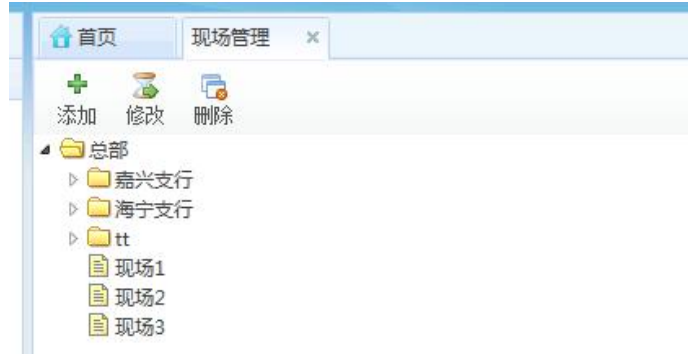 首页 现场管理
添加 修改 删除
总部
嘉兴支行
海宁支行
tt
现场1
现场2
现场3